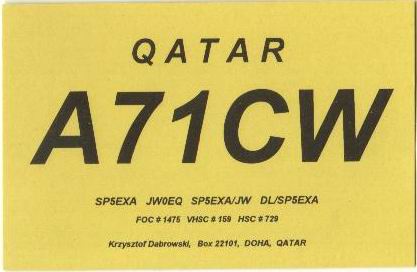 QATAR
A71CW
SP5EXA JW0EQ SP5EXA/JW DL/SP5EXA
FOC # 1475 VHSC # 159 HSC # 729
Krzysztof Dabrowski, Box 22101, DOHA, QATAR